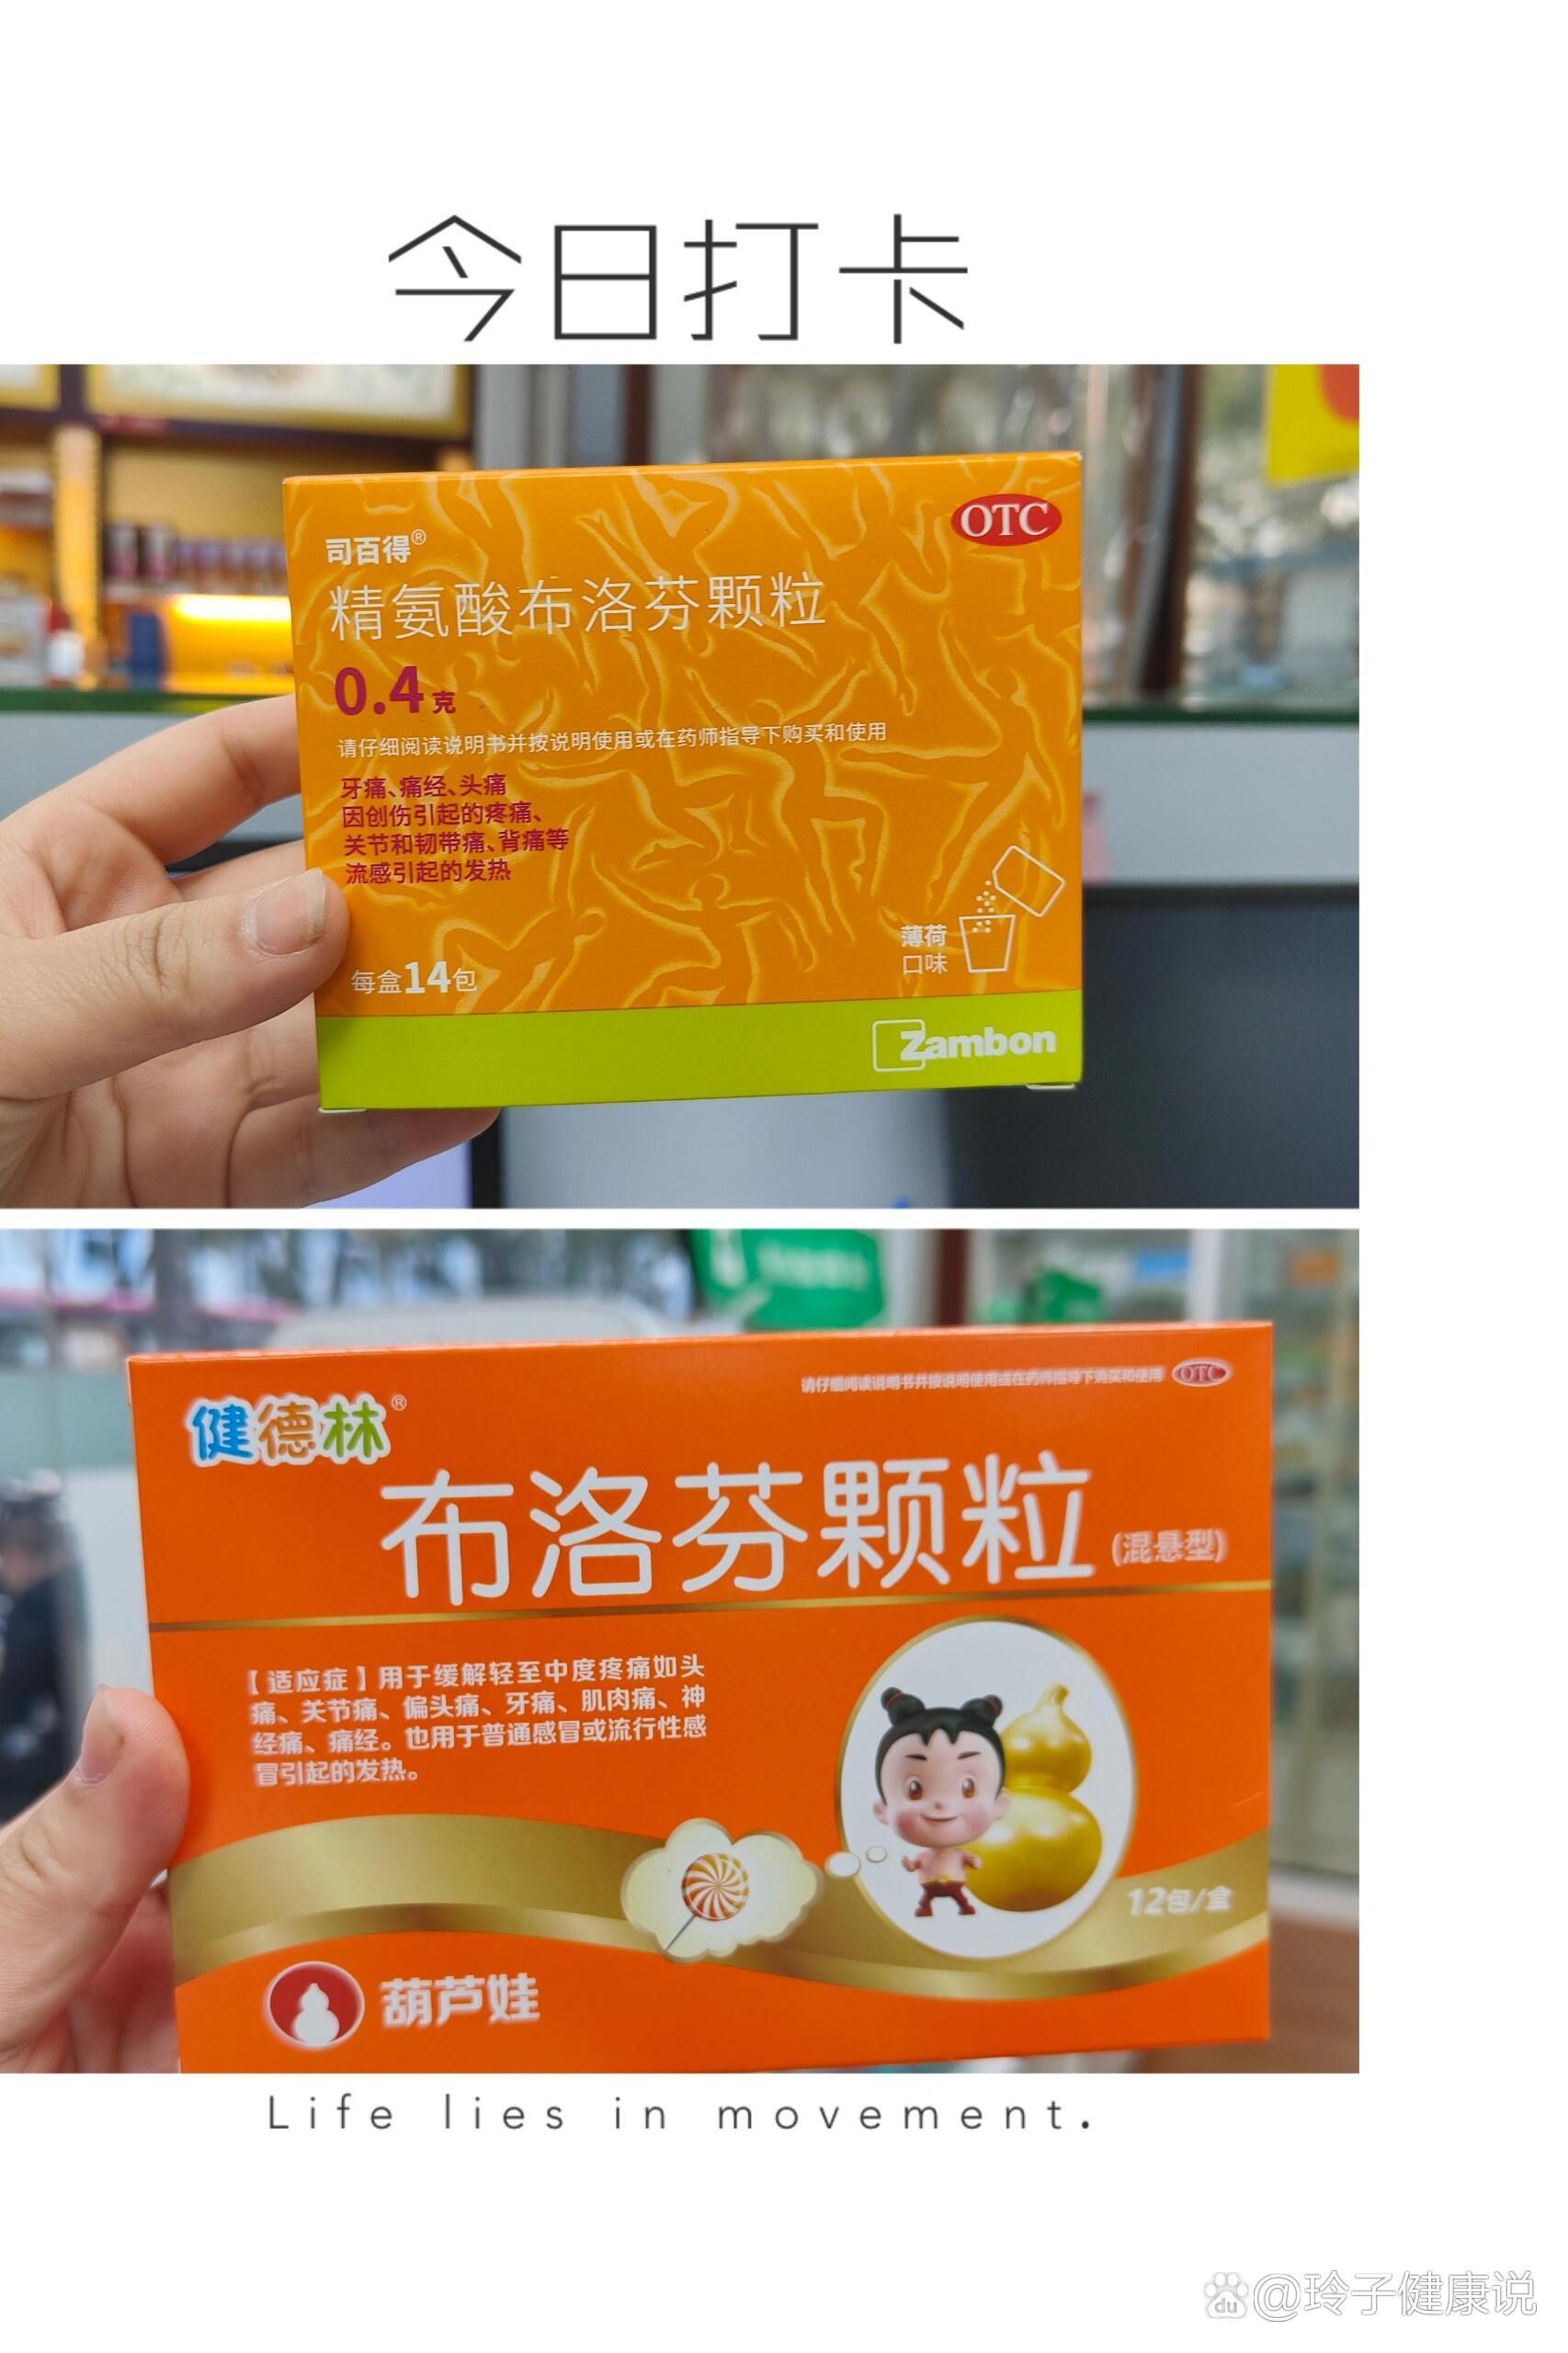 今日打卡
司百得®
OTC
精氨酸布洛芬颗粒
0.4克
请仔细阅读说明书并按说明使用或在药师指导下购买和使用
牙痛、痛经、头痛
因创伤引起的疼痛、
关节和韧带痛、背痛等
流感引起的发热
薄荷
口味
每盒14包
Zambon
请仔细阅读说明书并按说明使用或在药师指导下购买和使用 OTC
健德林®
布洛芬颗粒(混悬型)
【适应症】用于缓解轻至中度疼痛如头
痛、关节痛、偏头痛、牙痛、肌肉痛、神
经痛、痛经。也用于普通感冒或流行性感
冒引起的发热。
12包/盒
葫芦娃
Life lies in movement.
du @玲子健康说